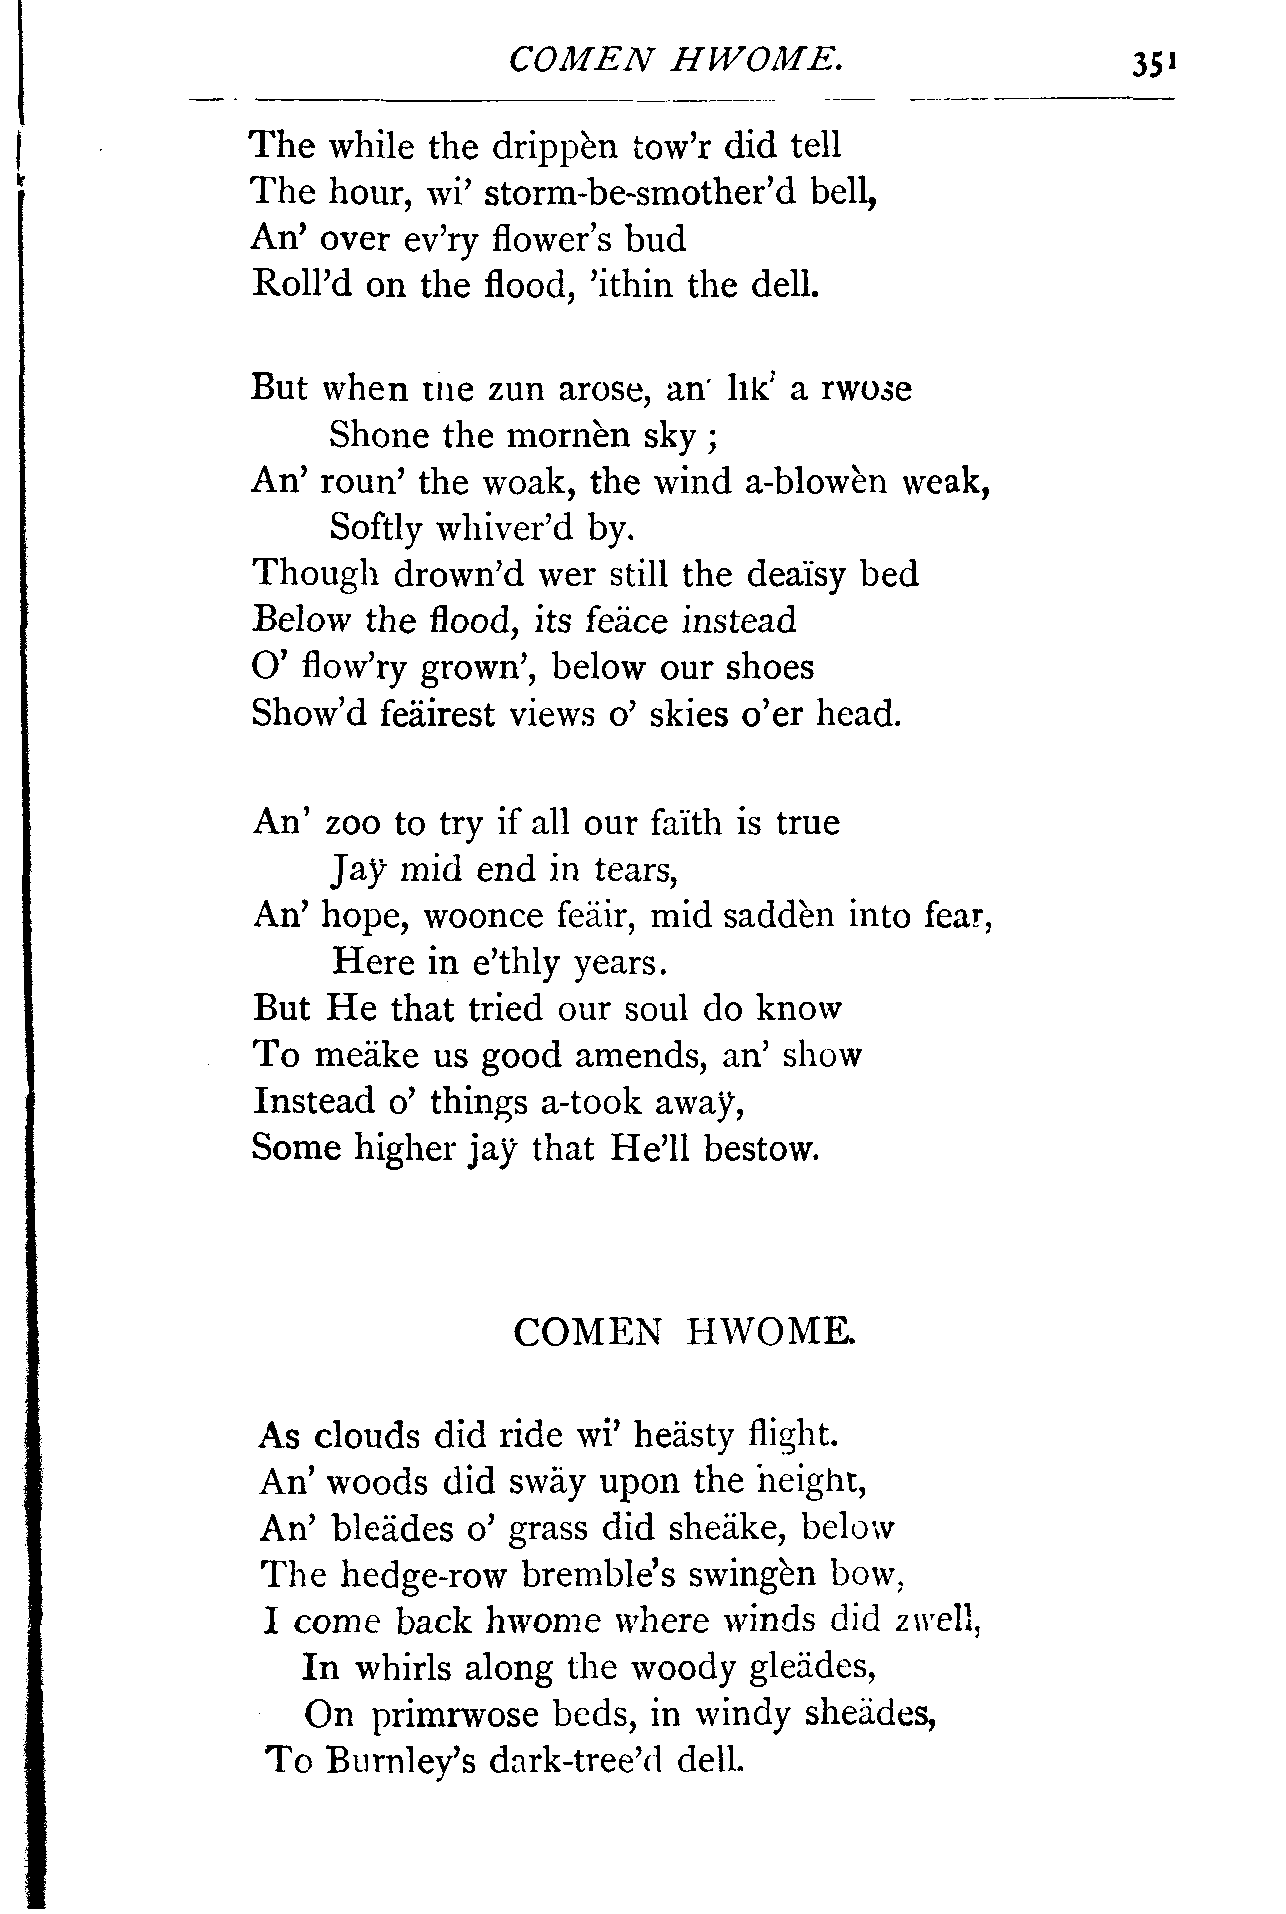 COMEN HWOME. 351
The while the drippèn tow'r did tell
The hour, wi' storm-be-smother'd bell,
An' over ev'ry flower's bud
Roll'd on the flood, 'ithin the dell.
But when the zun arose, an' lik' a rwose
Shone the mornèn sky ;
An' roun' the woak, the wind a-blowèn weak,
Softly whiver'd by.
Though drown'd wer still the deaïsy bed
Below the flood, its feäce instead
O' flow'ry grown', below our shoes
Show'd feäirest views o' skies o'er head.
An' zoo to try if all our faïth is true
Jaÿ mid end in tears,
An' hope, woonce feäir, mid saddèn into fear,
Here in e'thly years.
But He that tried our soul do know
To meäke us good amends, an' show
Instead o' things a-took awaÿ,
Some higher jaÿ that He'll bestow.
COMEN HWOME.
As clouds did ride wi' heästy flight.
An' woods did swäy upon the height,
An' bleädes o' grass did sheäke, below
The hedge-row bremble's swingèn bow,
I come back hwome where winds did zwell,
In whirls along the woody gleädes,
On primrwose beds, in windy sheädes,
To Burnley's dark-tree'd dell.